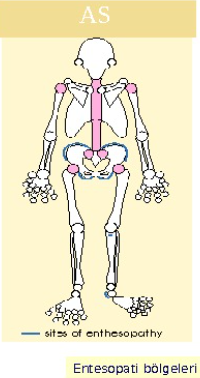 AS
sites of enthesopathy
Entesopati bölgeleri